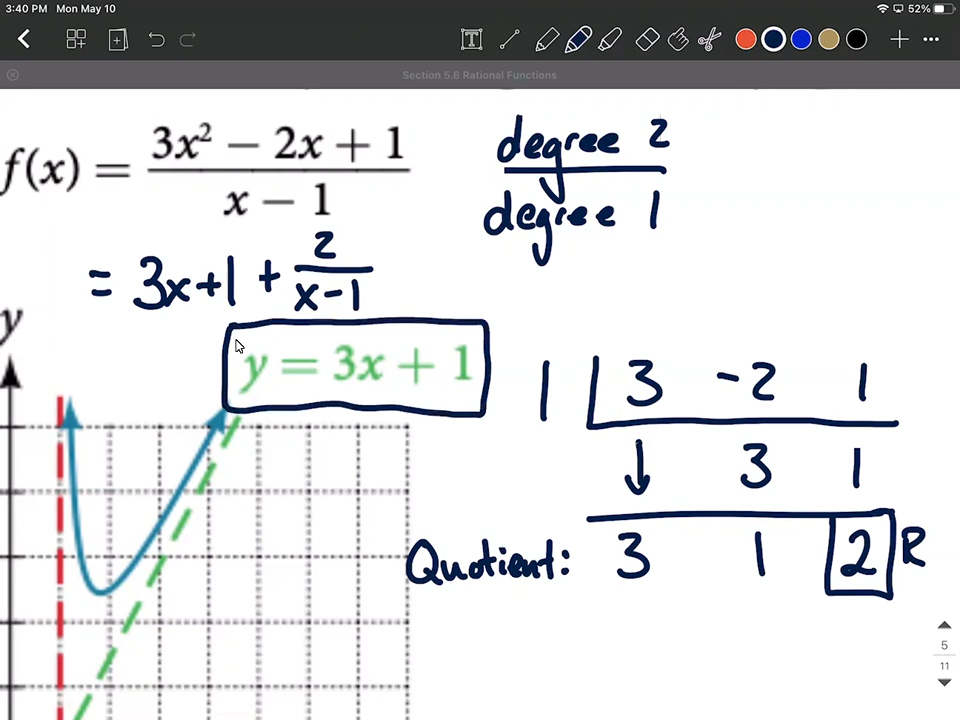 3:40 PM Mon May 10
52%
Section 5.6 Rational Functions
f(x) = (3x² − 2x + 1)/(x − 1)
degree 2
degree 1
= 3x+1 + 2/(x-1)
y
y = 3x + 1
1 | 3 -2 1
↓ 3 1
Quotient: 3 1 2 R
5
11